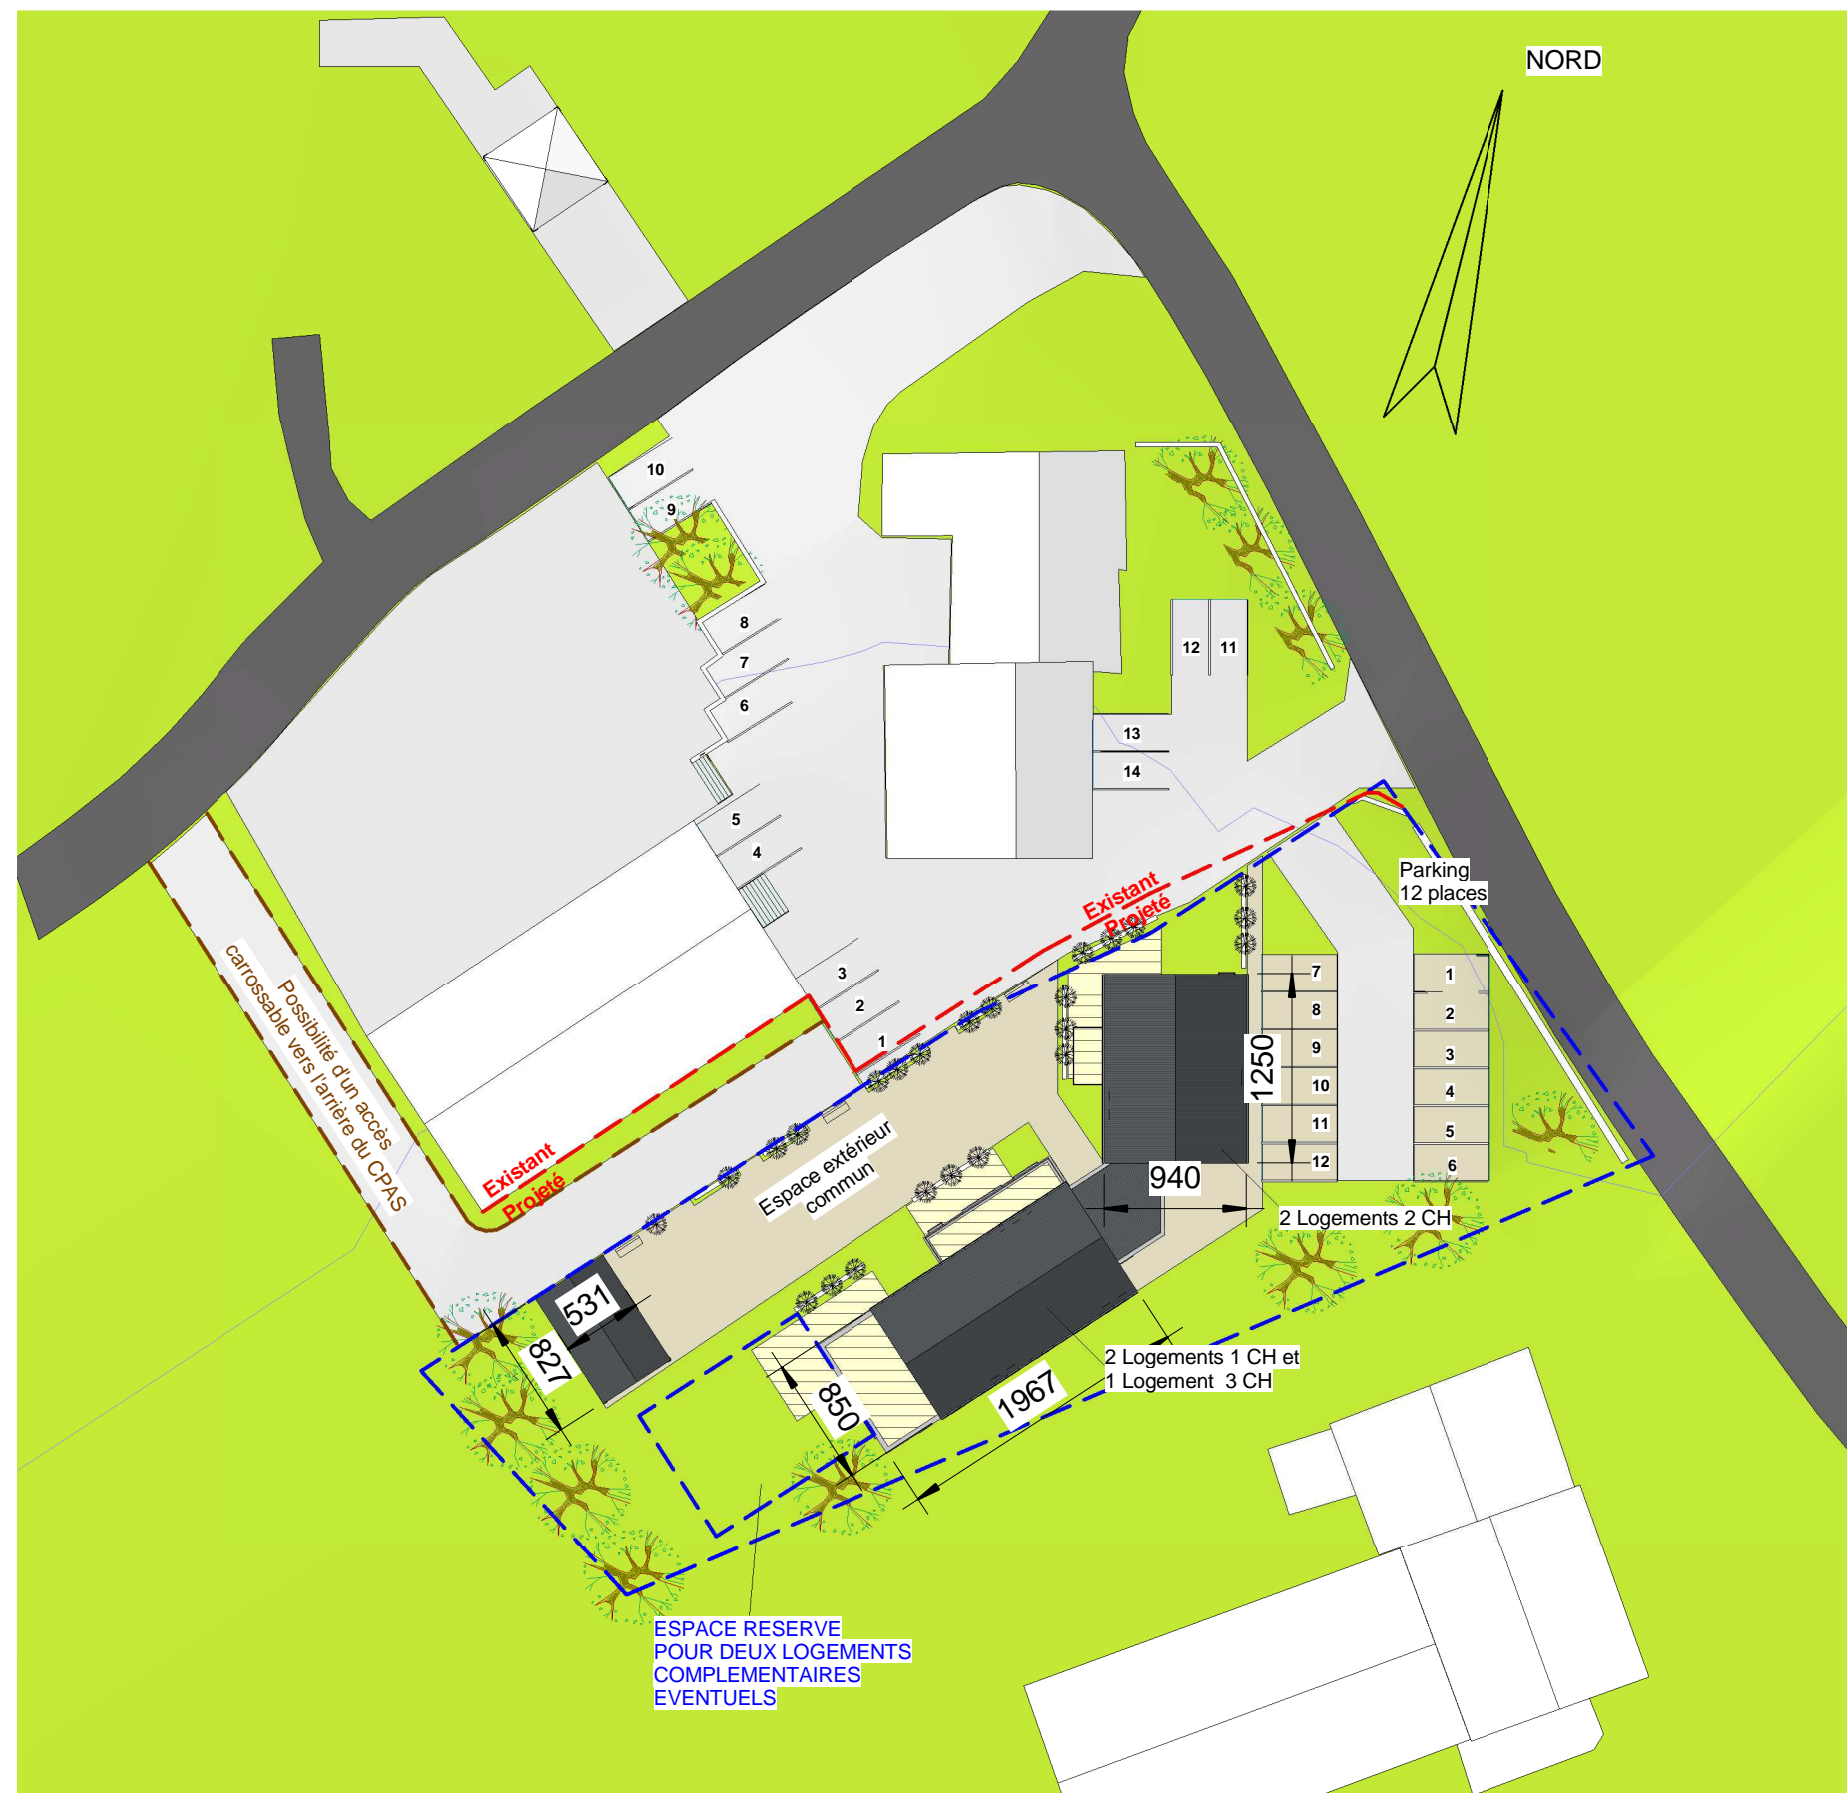 NORD
10
9
8
7
6
5
4
3
2
1
12
11
13
14
Existant
Projeté
Parking
12 places
7
8
9
10
11
12
1
2
3
4
5
6
1250
940
2 Logements 2 CH
Possibilité d'un accès
carrossable vers l'arrière du CPAS
Existant
Projeté
Espace extérieur
commun
531
827
850
1967
2 Logements 1 CH et
1 Logement 3 CH
ESPACE RESERVE
POUR DEUX LOGEMENTS
COMPLEMENTAIRES
EVENTUELS